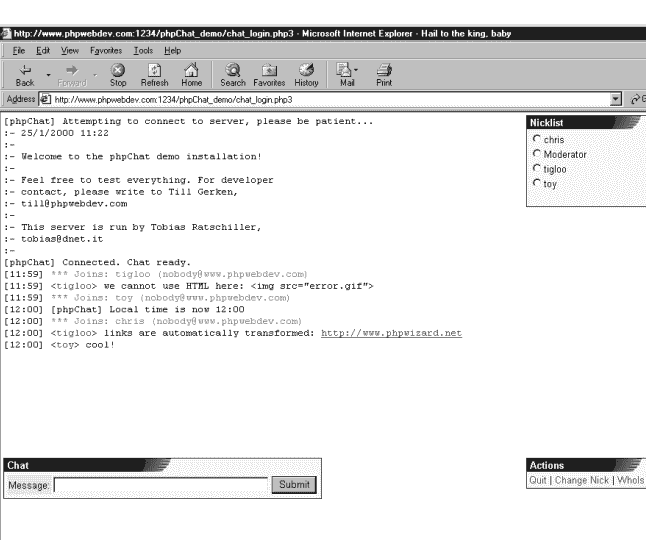 http://www.phpwebdev.com:1234/phpChat_demo/chat_login.php3 - Microsoft Internet Explorer - Hail to the king, baby
File Edit View Favorites Tools Help
Back Forward Stop Refresh Home Search Favorites History Mail Print
Address http://www.phpwebdev.com:1234/phpChat_demo/chat_login.php3
[phpChat] Attempting to connect to server, please be patient...
:- 25/1/2000 11:22
:-
:- Welcome to the phpChat demo installation!
:-
:- Feel free to test everything. For developer
:- contact, please write to Till Gerken,
:- till@phpwebdev.com
:-
:- This server is run by Tobias Ratschiller,
:- tobias@dnet.it
:-
[phpChat] Connected. Chat ready.
[11:59] *** Joins: tigloo (nobody@www.phpwebdev.com)
[11:59] <tigloo> we cannot use HTML here: <img src="error.gif">
[11:59] *** Joins: toy (nobody@www.phpwebdev.com)
[12:00] [phpChat] Local time is now 12:00
[12:00] *** Joins: chris (nobody@www.phpwebdev.com)
[12:00] <tigloo> links are automatically transformed: http://www.phpwizard.net
[12:00] <toy> cool!
Nicklist
chris
Moderator
tigloo
toy
Chat
Message: Submit
Actions
Quit | Change Nick | WhoIs